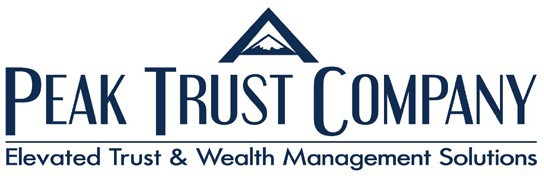 PEAK TRUST COMPANY
Elevated Trust & Wealth Management Solutions